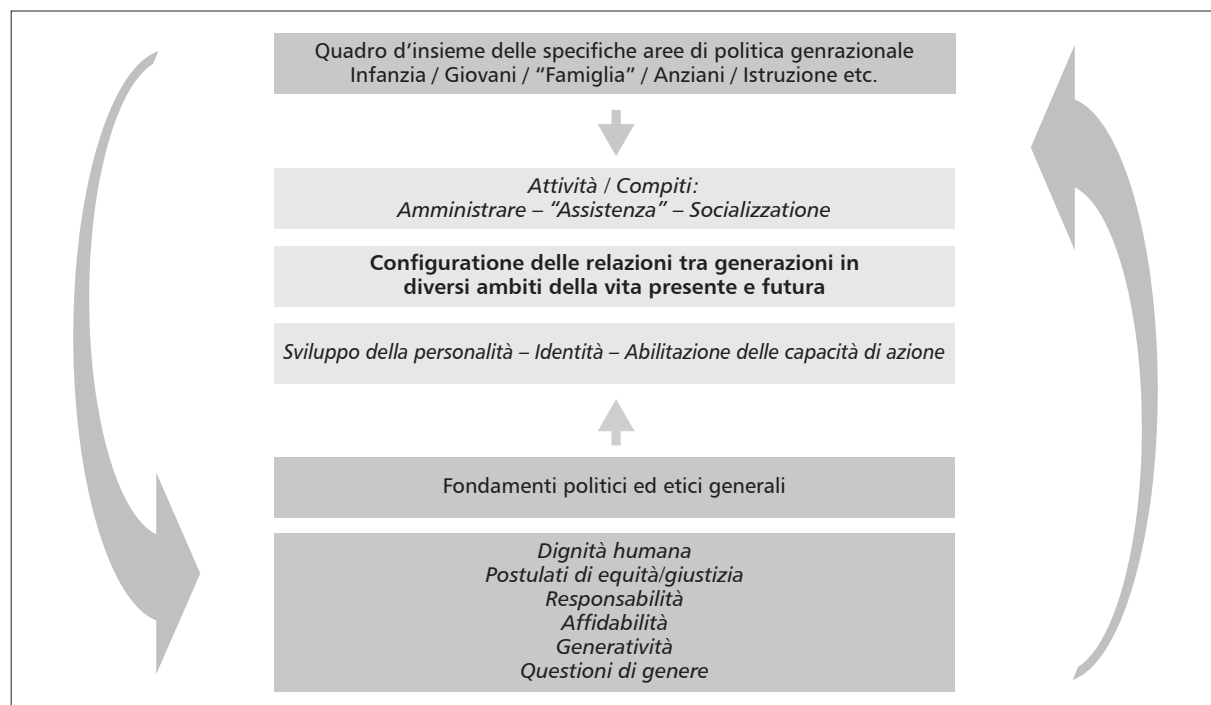 Quadro d’insieme delle specifiche aree di politica genrazionale
Infanzia / Giovani / “Famiglia” / Anziani / Istruzione etc.
Attività / Compiti:
Amministrare – “Assistenza” – Socializzatione
Configuratione delle relazioni tra generazioni in
diversi ambiti della vita presente e futura
Sviluppo della personalità – Identità – Abilitazione delle capacità di azione
Fondamenti politici ed etici generali
Dignità humana
Postulati di equità/giustizia
Responsabilità
Affidabilità
Generatività
Questioni di genere